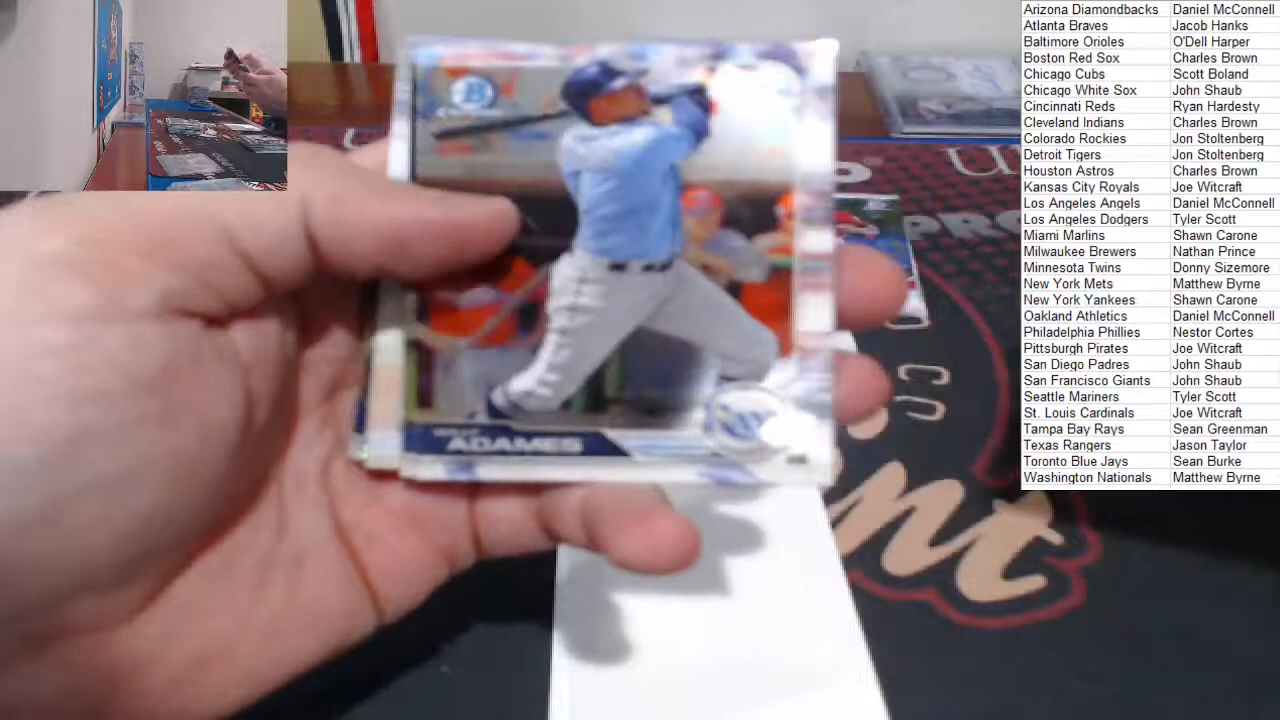 Arizona Diamondbacks Daniel McConnell
Atlanta Braves Jacob Hanks
Baltimore Orioles O'Dell Harper
Boston Red Sox Charles Brown
Chicago Cubs Scott Boland
Chicago White Sox John Shaub
Cincinnati Reds Ryan Hardesty
Cleveland Indians Charles Brown
Colorado Rockies Jon Stoltenberg
Detroit Tigers Jon Stoltenberg
Houston Astros Charles Brown
Kansas City Royals Joe Witcraft
Los Angeles Angels Daniel McConnell
Los Angeles Dodgers Tyler Scott
Miami Marlins Shawn Carone
Milwaukee Brewers Nathan Prince
Minnesota Twins Donny Sizemore
New York Mets Matthew Byrne
New York Yankees Shawn Carone
Oakland Athletics Daniel McConnell
Philadelphia Phillies Nestor Cortes
Pittsburgh Pirates Joe Witcraft
San Diego Padres John Shaub
San Francisco Giants John Shaub
Seattle Mariners Tyler Scott
St. Louis Cardinals Joe Witcraft
Tampa Bay Rays Sean Greenman
Texas Rangers Jason Taylor
Toronto Blue Jays Sean Burke
Washington Nationals Matthew Byrne
B
ADAMES
PRO